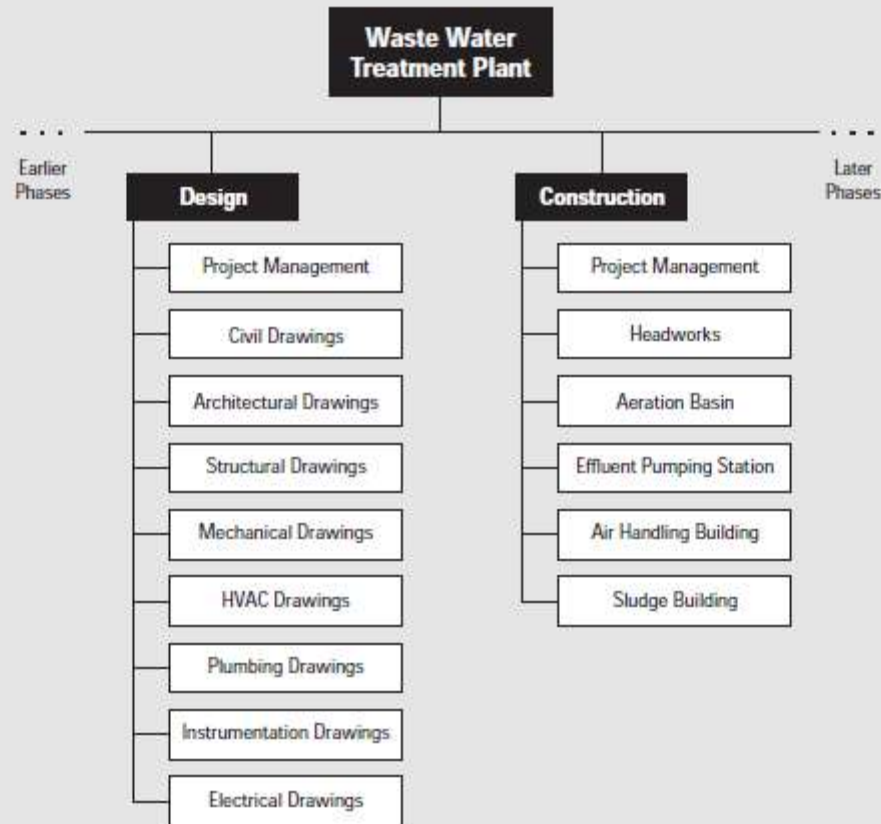 Waste Water
Treatment Plant
Earlier
Phases
Later
Phases
Design
Project Management
Civil Drawings
Architectural Drawings
Structural Drawings
Mechanical Drawings
HVAC Drawings
Plumbing Drawings
Instrumentation Drawings
Electrical Drawings
Construction
Project Management
Headworks
Aeration Basin
Effluent Pumping Station
Air Handling Building
Sludge Building